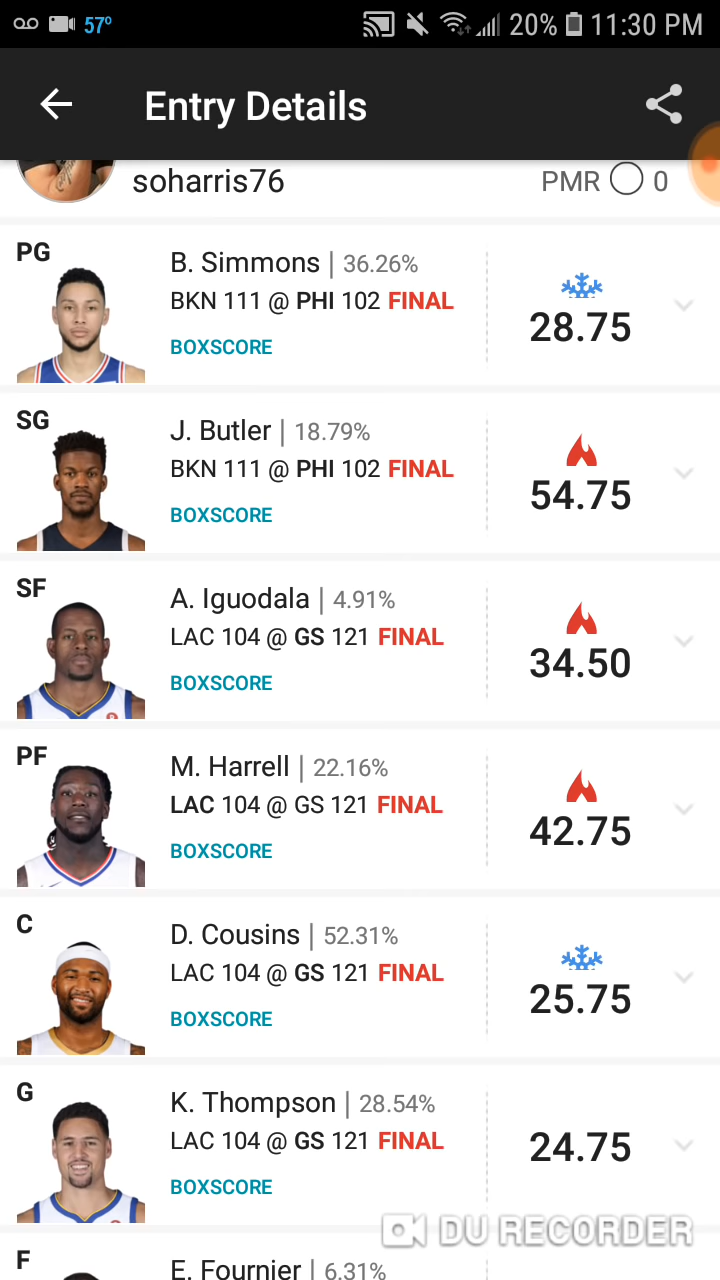 57° 20% 11:30 PM
Entry Details
soharris76 PMR 0
PG
B. Simmons | 36.26%
BKN 111 @ PHI 102 FINAL
28.75
BOXSCORE
SG
J. Butler | 18.79%
BKN 111 @ PHI 102 FINAL
54.75
BOXSCORE
SF
A. Iguodala | 4.91%
LAC 104 @ GS 121 FINAL
34.50
BOXSCORE
PF
M. Harrell | 22.16%
LAC 104 @ GS 121 FINAL
42.75
BOXSCORE
C
D. Cousins | 52.31%
LAC 104 @ GS 121 FINAL
25.75
BOXSCORE
G
K. Thompson | 28.54%
LAC 104 @ GS 121 FINAL
24.75
BOXSCORE
DU RECORDER
F
E. Fournier | 6.31%